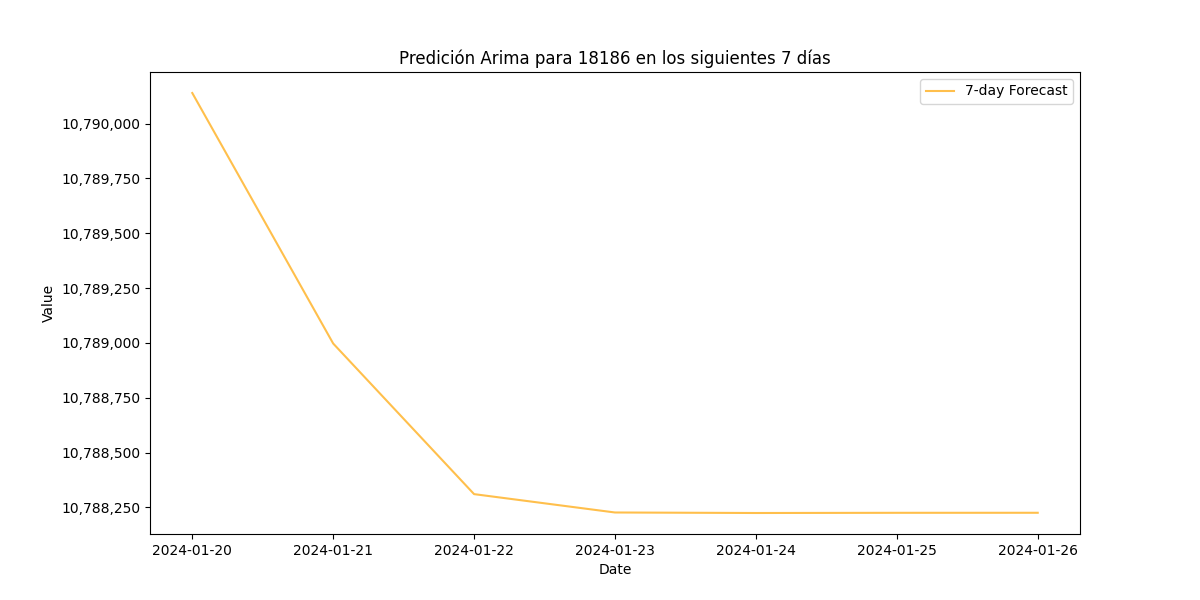 Predición Arima para 18186 en los siguientes 7 días
7-day Forecast
10,790,000
10,789,750
10,789,500
10,789,250
10,789,000
10,788,750
10,788,500
10,788,250
Value
2024-01-20 2024-01-21 2024-01-22 2024-01-23 2024-01-24 2024-01-25 2024-01-26
Date